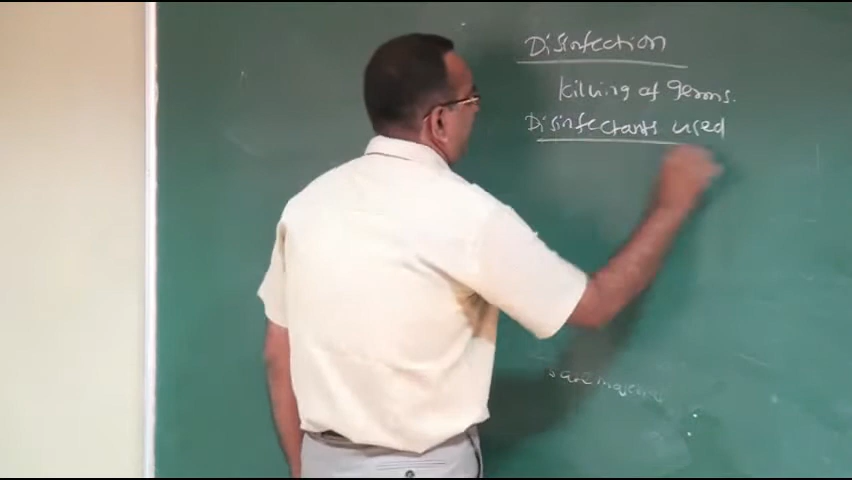 Disinfection
killing of germs.
Disinfectants used